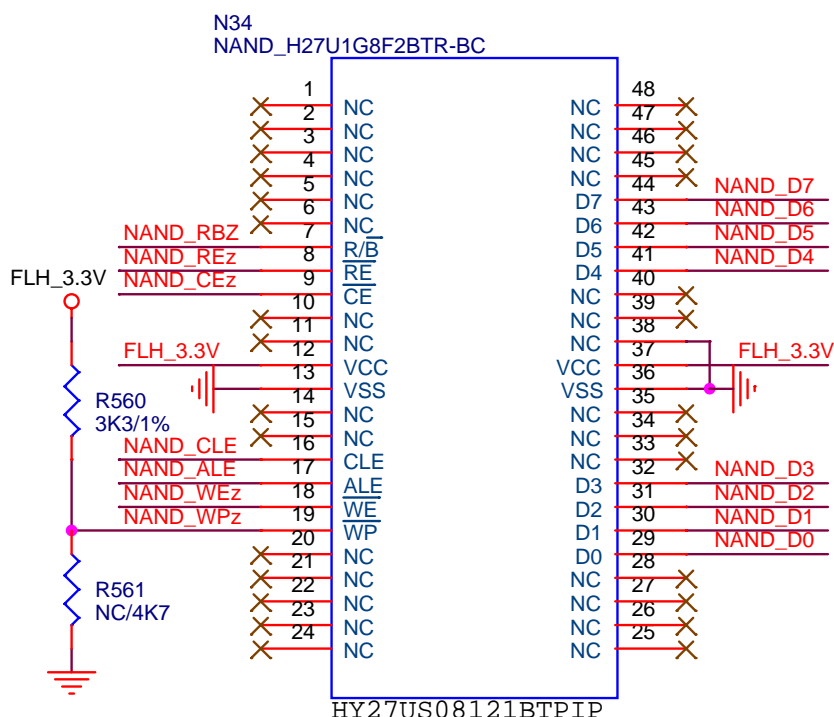 N34
NAND_H27U1G8F2BTR-BC
1 NC NC 48
2 NC NC 47
3 NC NC 46
4 NC NC 45
5 NC D7 44 NAND_D7
6 NC D6 43 NAND_D6
NAND_RBZ 7 R/B D5 42 NAND_D5
NAND_REz 8 RE D4 41 NAND_D4
NAND_CEz 9 CE NC 40
FLH_3.3V
10 NC NC 39
11 NC NC 38
FLH_3.3V 12 VCC VCC 37 FLH_3.3V
13 VSS VSS 36
14 NC NC 35
15 NC NC 34
R560
3K3/1%
NAND_CLE 16 CLE NC 33
NAND_ALE 17 ALE D3 32 NAND_D3
NAND_WEz 18 WE D2 31 NAND_D2
NAND_WPz 19 WP D1 30 NAND_D1
20 NC D0 29 NAND_D0
21 NC NC 28
22 NC NC 27
23 NC NC 26
24 NC NC 25
R561
NC/4K7
HY27US08121BTPIP